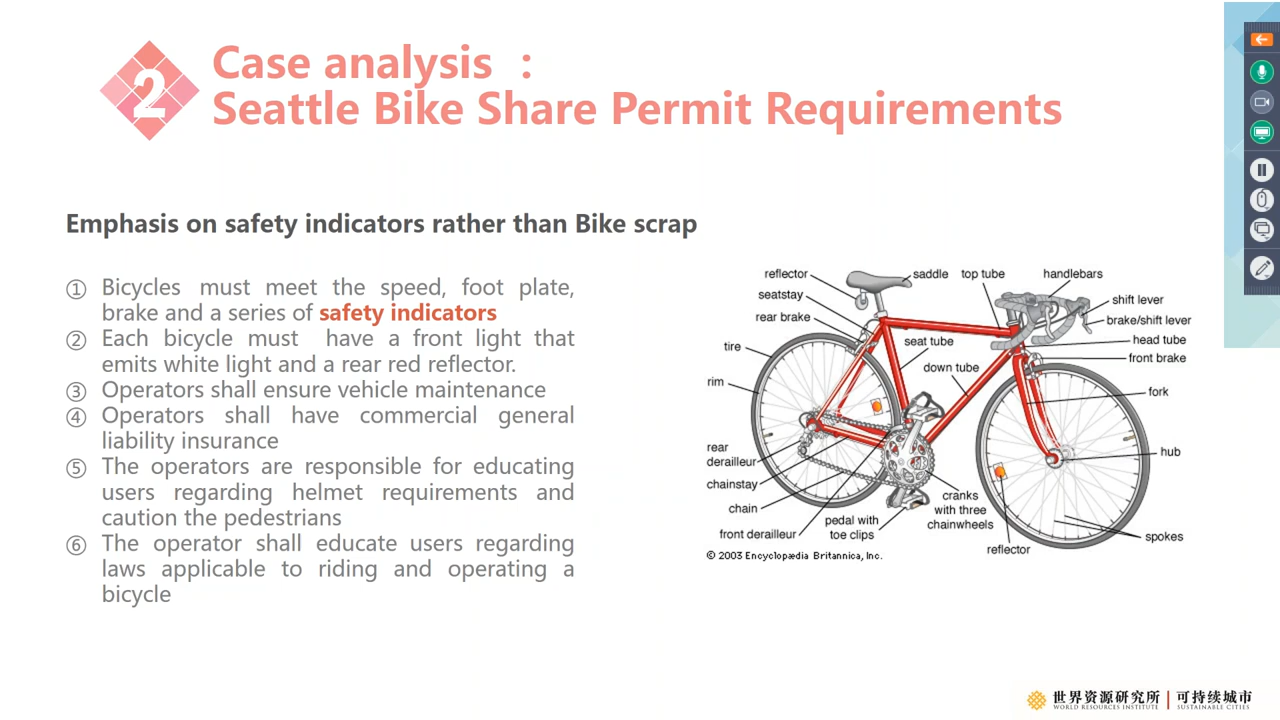 2
Case analysis ：
Seattle Bike Share Permit Requirements
Emphasis on safety indicators rather than Bike scrap
① Bicycles must meet the speed, foot plate,
brake and a series of safety indicators
② Each bicycle must have a front light that
emits white light and a rear red reflector.
③ Operators shall ensure vehicle maintenance
④ Operators shall have commercial general
liability insurance
⑤ The operators are responsible for educating
users regarding helmet requirements and
caution the pedestrians
⑥ The operator shall educate users regarding
laws applicable to riding and operating a
bicycle
reflector
saddle
top tube
handlebars
seatstay
shift lever
rear brake
brake/shift lever
tire
seat tube
head tube
front brake
down tube
rim
fork
rear
derailleur
hub
chainstay
cranks
with three
chainwheels
chain
pedal with
toe clips
front derailleur
spokes
reflector
© 2003 Encyclopædia Britannica, Inc.
世界资源研究所 | 可持续城市
WORLD RESOURCES INSTITUTE SUSTAINABLE CITIES